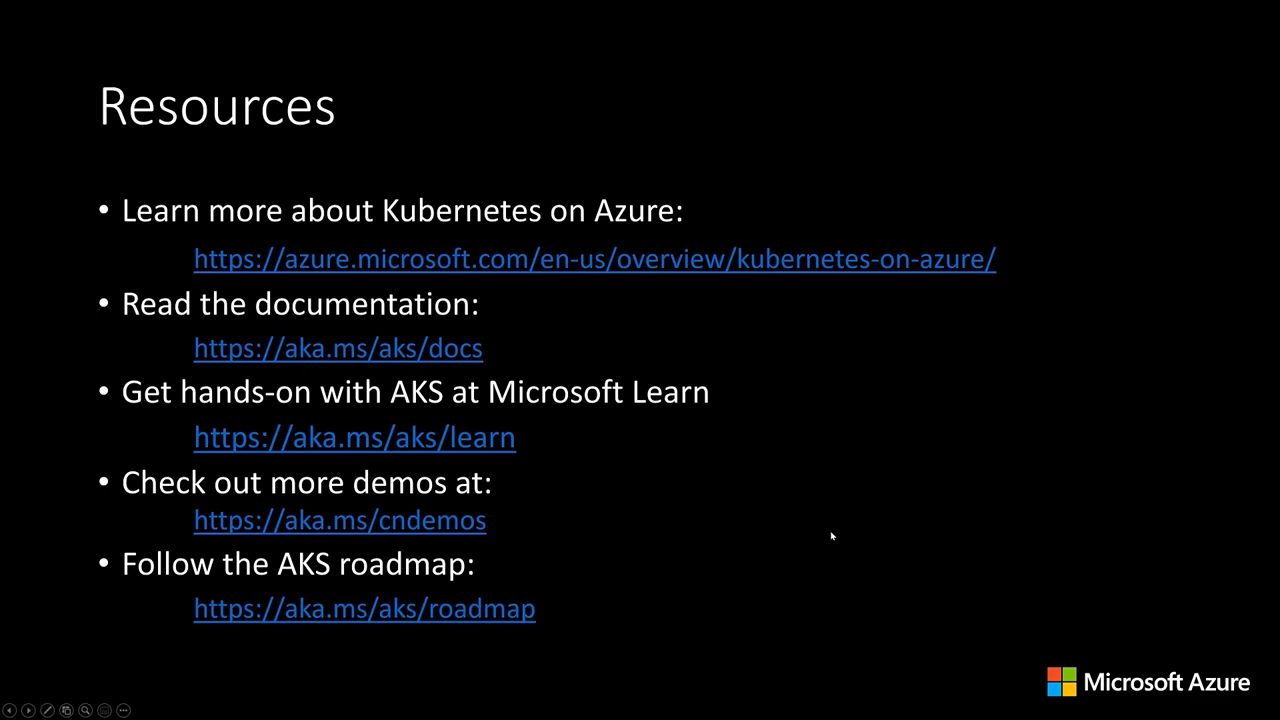 Resources
• Learn more about Kubernetes on Azure:
https://azure.microsoft.com/en-us/overview/kubernetes-on-azure/
• Read the documentation:
https://aka.ms/aks/docs
• Get hands-on with AKS at Microsoft Learn
https://aka.ms/aks/learn
• Check out more demos at:
https://aka.ms/cndemos
• Follow the AKS roadmap:
https://aka.ms/aks/roadmap
Microsoft Azure